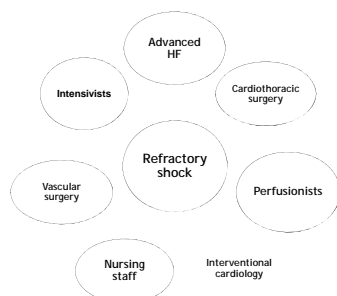 Advanced
HF
Intensivists
Cardiothoracic
surgery
Refractory
shock
Vascular
surgery
Perfusionists
Nursing
staff
Interventional
cardiology